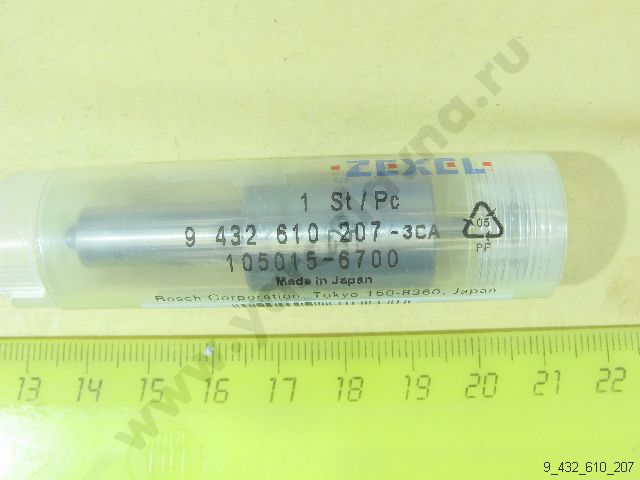 ZEXEL
1 St / Pc
9 432 610 207 -3CA
105015-6700
Made in Japan
Bosch Corporation, Tokyo 150-8360, Japan
05
PP
13 14 15 16 17 18 19 20 21 22
9_432_610_207